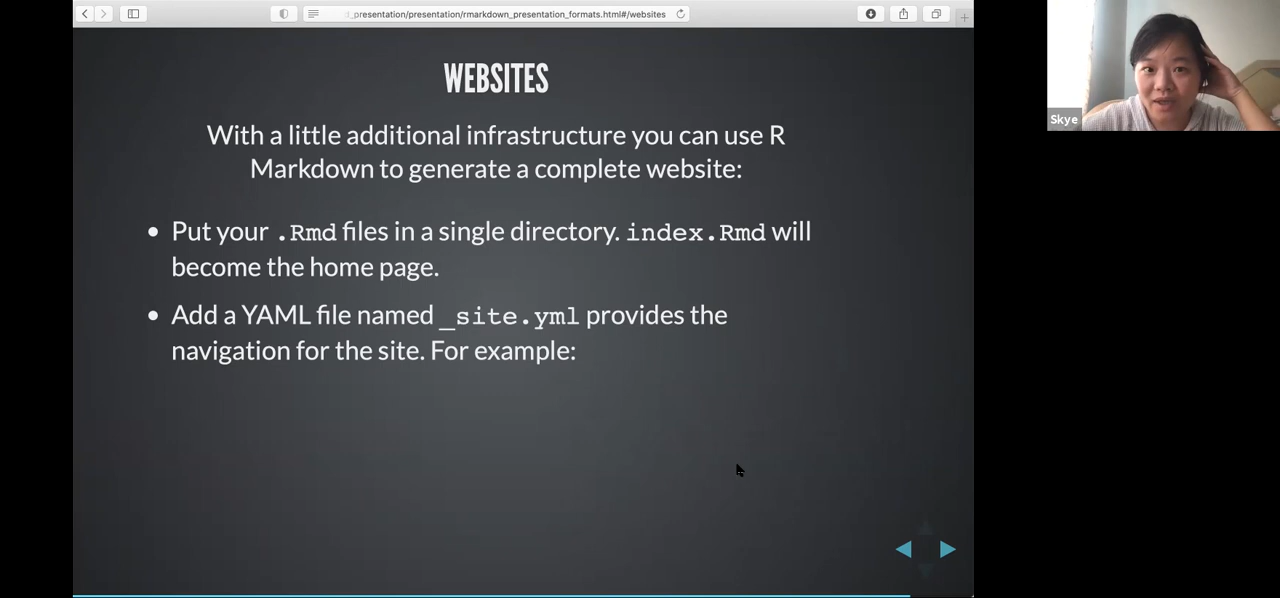 _presentation/presentation/rmarkdown_presentation_formats.html#/websites
WEBSITES
With a little additional infrastructure you can use R
Markdown to generate a complete website:
• Put your .Rmd files in a single directory. index.Rmd will
become the home page.
• Add a YAML file named _site.yml provides the
navigation for the site. For example:
Skye